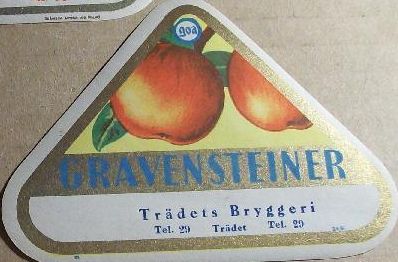 goa
GRAVENSTEINER
Trädets Bryggeri
Tel. 29 Trädet Tel. 29